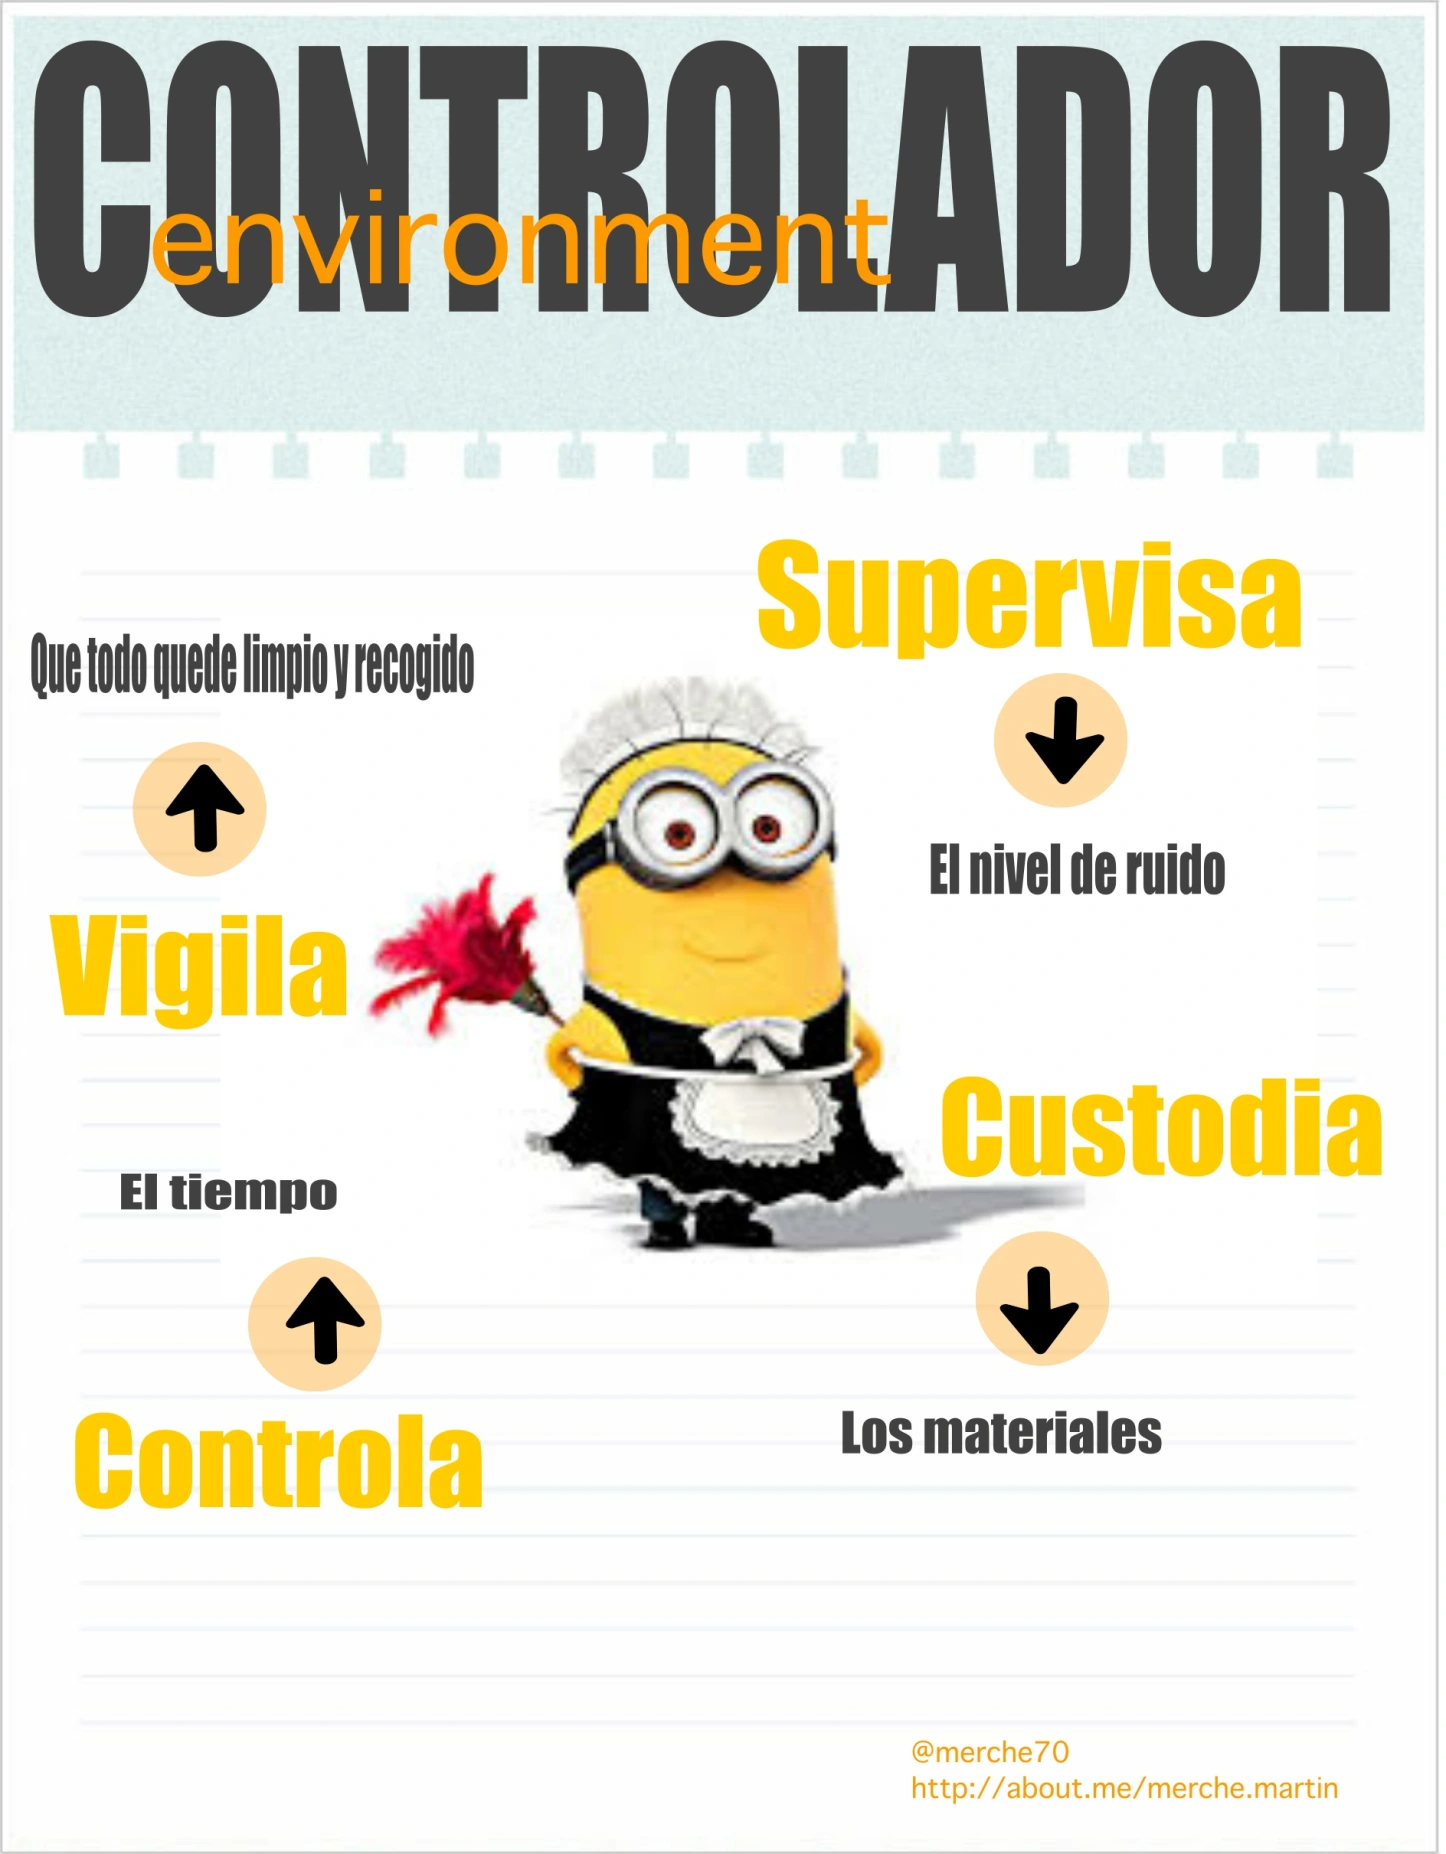 CONTROLADOR
environment
Supervisa
El nivel de ruido
Que todo quede limpio y recogido
Vigila
Custodia
Los materiales
El tiempo
Controla
@merche70
http://about.me/merche.martin